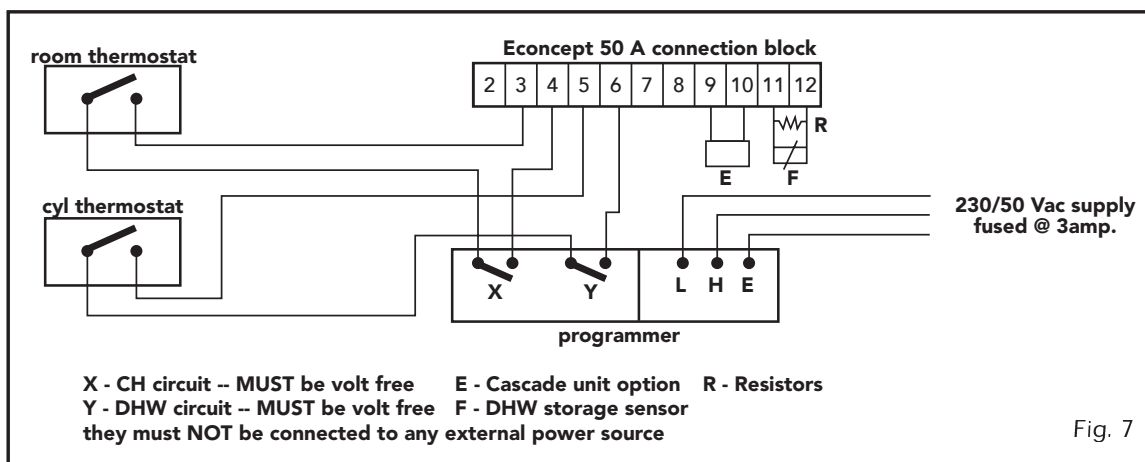 room thermostat
Econcept 50 A connection block
2 3 4 5 6 7 8 9 10 11 12
R
E F
cyl thermostat
230/50 Vac supply
fused @ 3amp.
X Y L H E
programmer
X - CH circuit -- MUST be volt free E - Cascade unit option R - Resistors
Y - DHW circuit -- MUST be volt free F - DHW storage sensor
they must NOT be connected to any external power source
Fig. 7